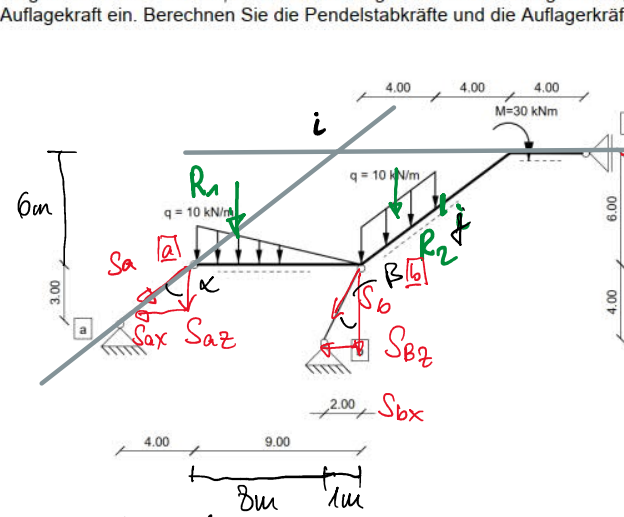 Auflagekraft ein. Berechnen Sie die Pendelstabkräfte und die Auflagerkräf
4.00 4.00 4.00
M=30 kNm
i
6m
R1
q = 10 kN/m
q = 10 kN/m
6.00
R2
Sa
a
α
β
b
3.00
Sb
a
Sax
Saz
SBz
4.00
2.00
Sbx
4.00 9.00
8m 1m